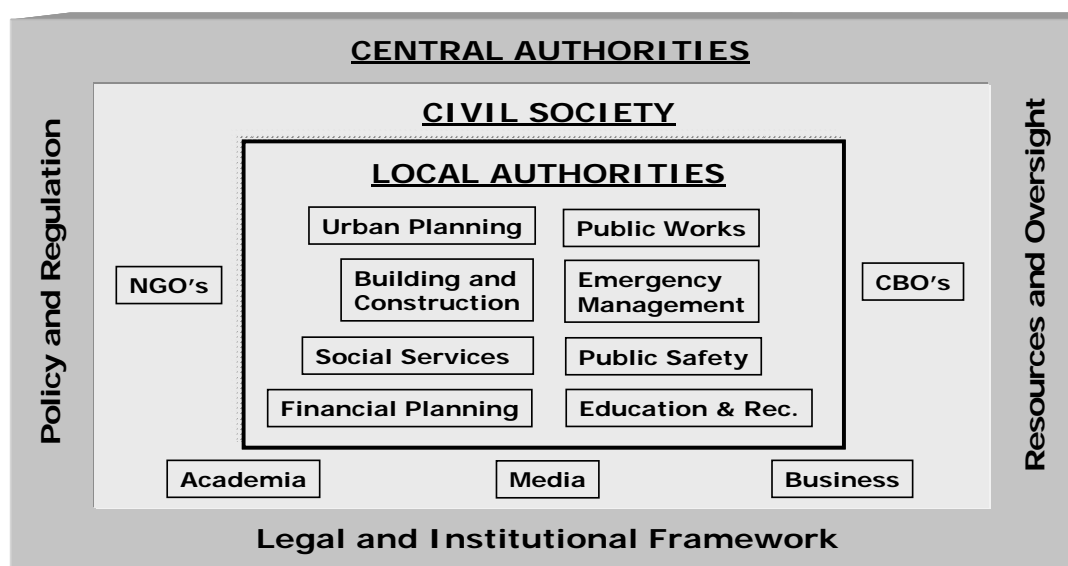 CENTRAL AUTHORITIES
CIVIL SOCIETY
LOCAL AUTHORITIES
Urban Planning
Public Works
Building and
Construction
Emergency
Management
Social Services
Public Safety
Financial Planning
Education & Rec.
NGO's
CBO's
Academia
Media
Business
Policy and Regulation
Resources and Oversight
Legal and Institutional Framework